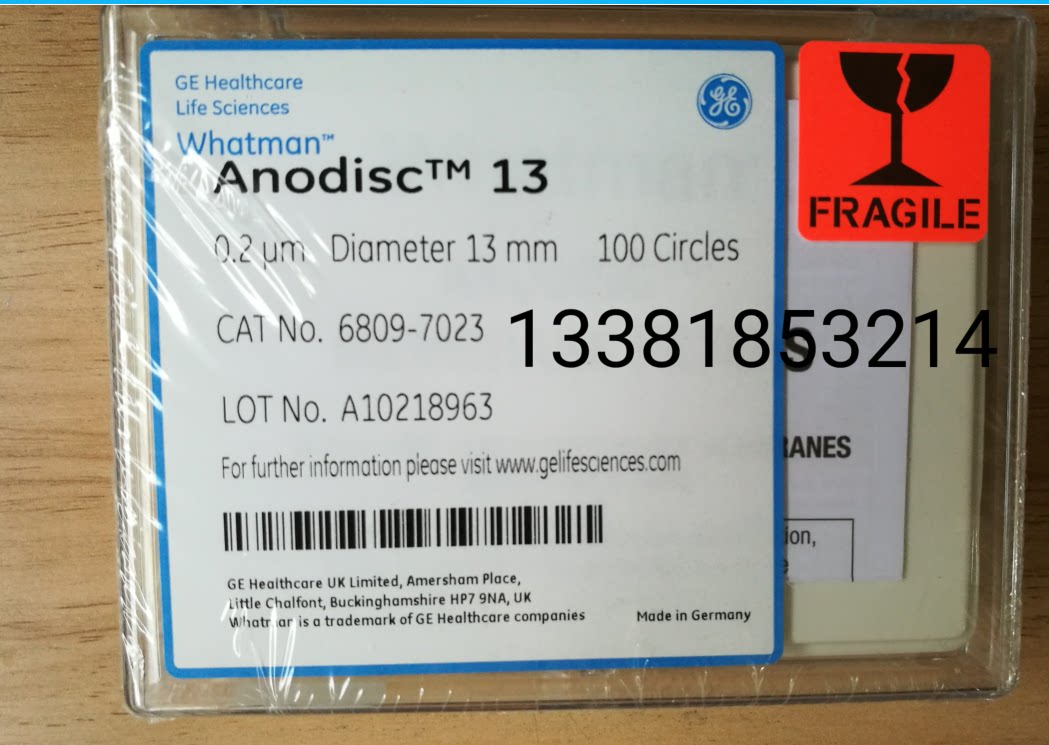 GE Healthcare
Life Sciences
GE
Whatman™
Anodisc™ 13
FRAGILE
0.2 µm Diameter 13 mm 100 Circles
CAT No. 6809-7023
13381853214
S
LOT No. A10218963
RANES
For further information please visit www.gelifesciences.com
ion,
e
GE Healthcare UK Limited, Amersham Place,
Little Chalfont, Buckinghamshire HP7 9NA, UK
Whatman is a trademark of GE Healthcare companies
Made in Germany